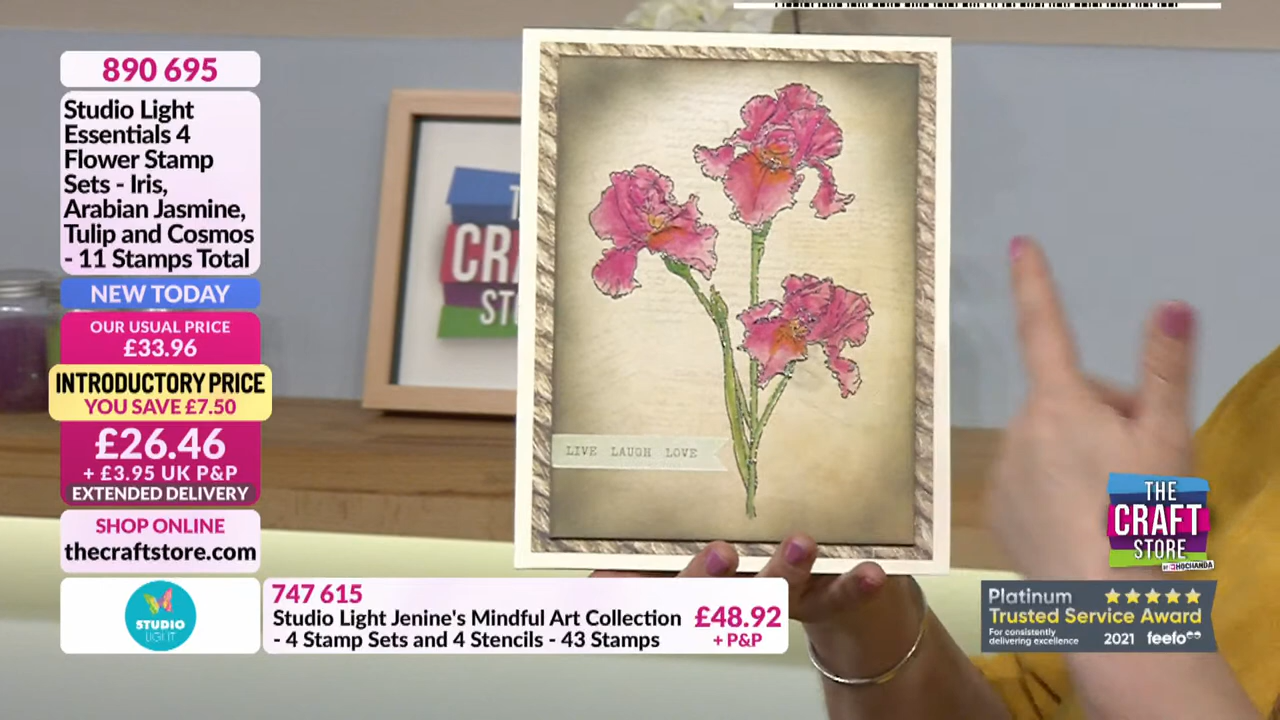 890 695
Studio Light
Essentials 4
Flower Stamp
Sets - Iris,
Arabian Jasmine,
Tulip and Cosmos
- 11 Stamps Total
NEW TODAY
OUR USUAL PRICE
£33.96
INTRODUCTORY PRICE
YOU SAVE £7.50
£26.46
+ £3.95 UK P&P
EXTENDED DELIVERY
SHOP ONLINE
thecraftstore.com
STUDIO
LIGHT
747 615
Studio Light Jenine's Mindful Art Collection
- 4 Stamp Sets and 4 Stencils - 43 Stamps
£48.92
+ P&P
LIVE LAUGH LOVE
CRA
ST
THE
CRAFT
STORE
BY HOCHANDA
Platinum
Trusted Service Award
For consistently
delivering excellence
2021 feefo